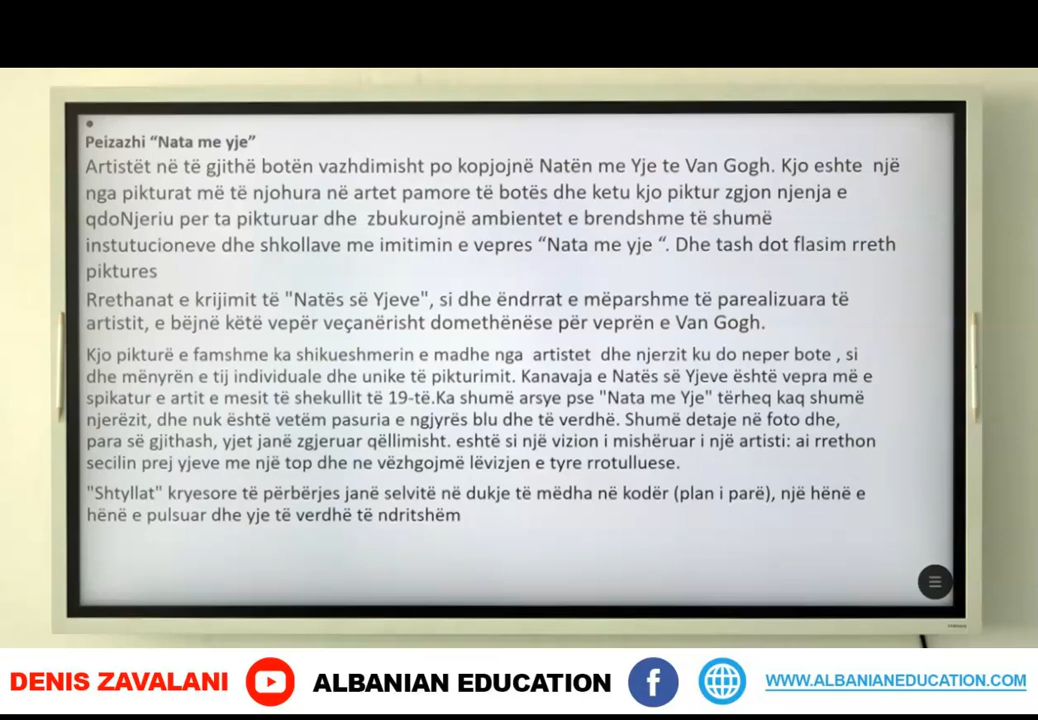 Peizazhi “Nata me yje”
Artistët në të gjithë botën vazhdimisht po kopjojnë Natën me Yje te Van Gogh. Kjo eshte një
nga pikturat më të njohura në artet pamore të botës dhe ketu kjo piktur zgjon njenja e
qdoNjeriu per ta pikturuar dhe zbukurojnë ambientet e brendshme të shumë
instutucioneve dhe shkollave me imitimin e vepres “Nata me yje “. Dhe tash dot flasim rreth
piktures
Rrethanat e krijimit të "Natës së Yjeve", si dhe ëndrrat e mëparshme të parealizuara të
artistit, e bëjnë këtë vepër veçanërisht domethënëse për veprën e Van Gogh.
Kjo pikturë e famshme ka shikueshmerin e madhe nga artistet dhe njerzit ku do neper bote , si
dhe mënyrën e tij individuale dhe unike të pikturimit. Kanavaja e Natës së Yjeve është vepra më e
spikatur e artit e mesit të shekullit të 19-të.Ka shumë arsye pse "Nata me Yje" tërheq kaq shumë
njerëzit, dhe nuk është vetëm pasuria e ngjyrës blu dhe të verdhë. Shumë detaje në foto dhe,
para së gjithash, yjet janë zgjeruar qëllimisht. eshtë si një vizion i mishëruar i një artisti: ai rrethon
secilin prej yjeve me një top dhe ne vëzhgojmë lëvizjen e tyre rrotulluese.
"Shtyllat" kryesore të përbërjes janë selvitë në dukje të mëdha në kodër (plan i parë), një hënë e
hënë e pulsuar dhe yje të verdhë të ndritshëm
DENIS ZAVALANI ALBANIAN EDUCATION WWW.ALBANIANEDUCATION.COM